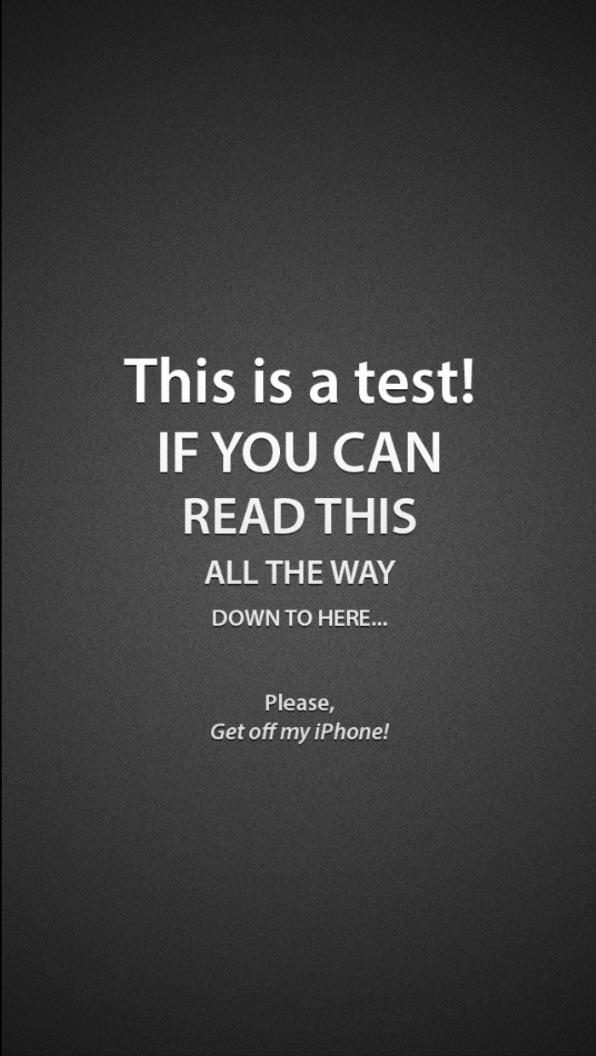 This is a test!
IF YOU CAN
READ THIS
ALL THE WAY
DOWN TO HERE...
Please,
Get off my iPhone!